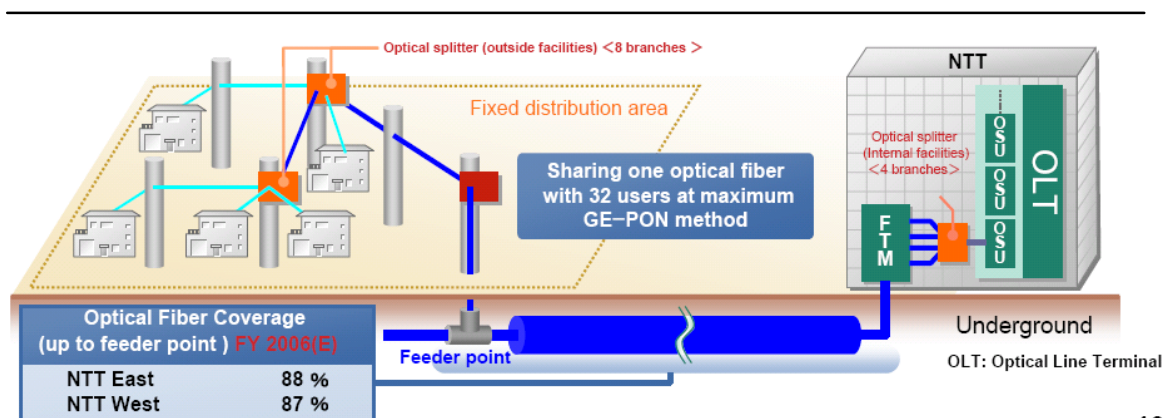 Optical splitter (outside facilities) <8 branches >
NTT
Fixed distribution area
Optical splitter
(Internal facilities)
<4 branches>
OSU
OSU
OSU
OLT
Sharing one optical fiber
with 32 users at maximum
GE-PON method
FTM
Optical Fiber Coverage
(up to feeder point ) FY 2006(E)
NTT East 88 %
NTT West 87 %
Feeder point
Underground
OLT: Optical Line Terminal